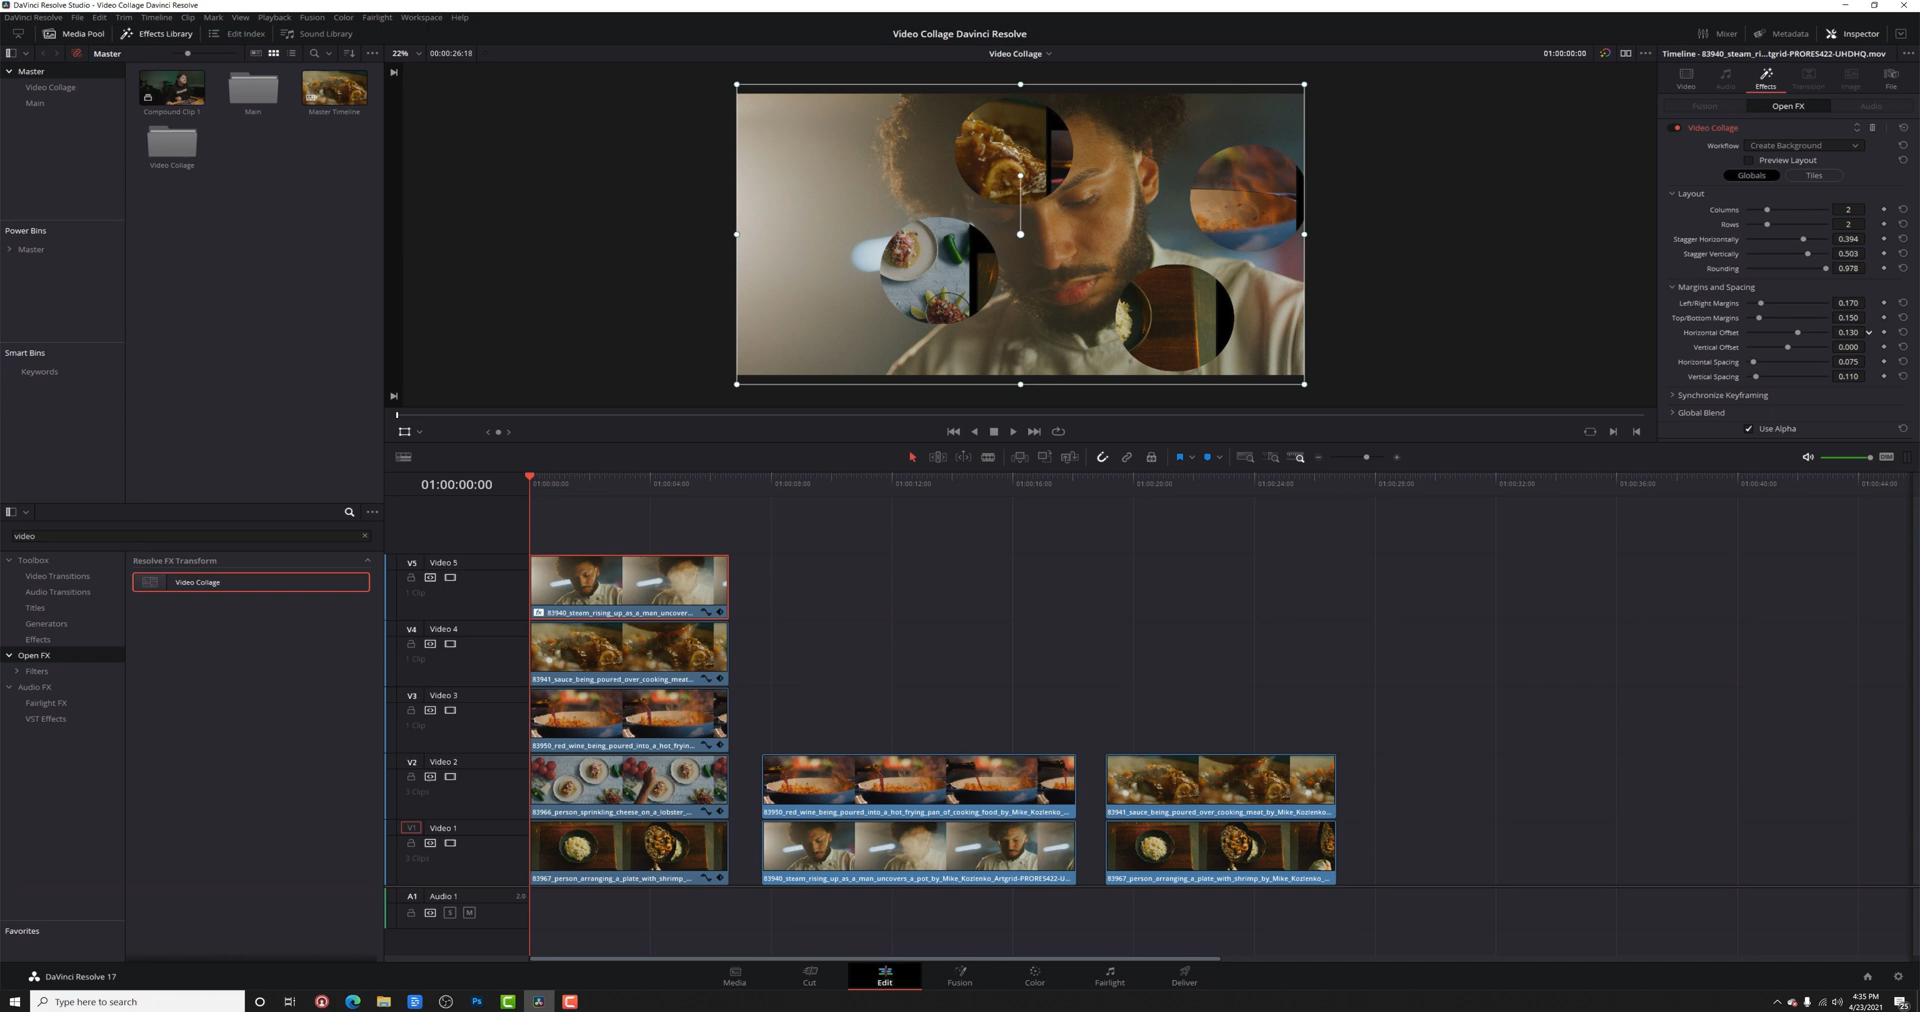 DaVinci Resolve Studio - Video Collage Davinci Resolve
DaVinci Resolve File Edit Trim Timeline Clip Mark View Playback Fusion Color Fairlight Workspace Help
Media Pool Effects Library Edit Index Sound Library Video Collage Davinci Resolve Mixer Metadata Inspector
Master 22% 00:00:26:18 Video Collage 01:00:00:00 Timeline - 83940_steam_ri...tgrid-PRORES422-UHDHQ.mov
Master
Video Collage
Main
Compound Clip 1 Main Master Timeline
Video Collage
Power Bins
Master
Smart Bins
Keywords
Video Audio Effects Transition Image File
Fusion Open FX Audio
Video Collage
Workflow Create Background
Preview Layout
Globals Tiles
Layout
Columns 2
Rows 2
Stagger Horizontally 0.394
Stagger Vertically 0.503
Rounding 0.978
Margins and Spacing
Left/Right Margins 0.170
Top/Bottom Margins 0.150
Horizontal Offset 0.130
Vertical Offset 0.000
Horizontal Spacing 0.075
Vertical Spacing 0.110
Synchronize Keyframing
Global Blend
Use Alpha
DIM
video
Toolbox
Video Transitions
Audio Transitions
Titles
Generators
Effects
Open FX
Filters
Audio FX
Fairlight FX
VST Effects
Favorites
Resolve FX Transform
Video Collage
01:00:00:00
01:00:00:00 01:00:04:00 01:00:08:00 01:00:12:00 01:00:16:00 01:00:20:00 01:00:24:00 01:00:28:00 01:00:32:00 01:00:36:00 01:00:40:00 01:00:44:00
V5 Video 5
1 Clip
83940_steam_rising_up_as_a_man_uncover...
V4 Video 4
1 Clip
83941_sauce_being_poured_over_cooking_meat...
V3 Video 3
1 Clip
83950_red_wine_being_poured_into_a_hot_fryin...
V2 Video 2
3 Clips
83966_person_sprinkling_cheese_on_a_lobster_... 83950_red_wine_being_poured_into_a_hot_frying_pan_of_cooking_food_by_Mike_Kozlenko_... 83941_sauce_being_poured_over_cooking_meat_by_Mike_Kozlenko...
V1 Video 1
3 Clips
83967_person_arranging_a_plate_with_shrimp_... 83940_steam_rising_up_as_a_man_uncovers_a_pot_by_Mike_Kozlenko_Artgrid-PRORES422-U... 83967_person_arranging_a_plate_with_shrimp_by_Mike_Kozlenko_...
A1 Audio 1 2.0
S M
DaVinci Resolve 17
Media Cut Edit Fusion Color Fairlight Deliver
Type here to search
Ps
4:35 PM
4/23/2021
25